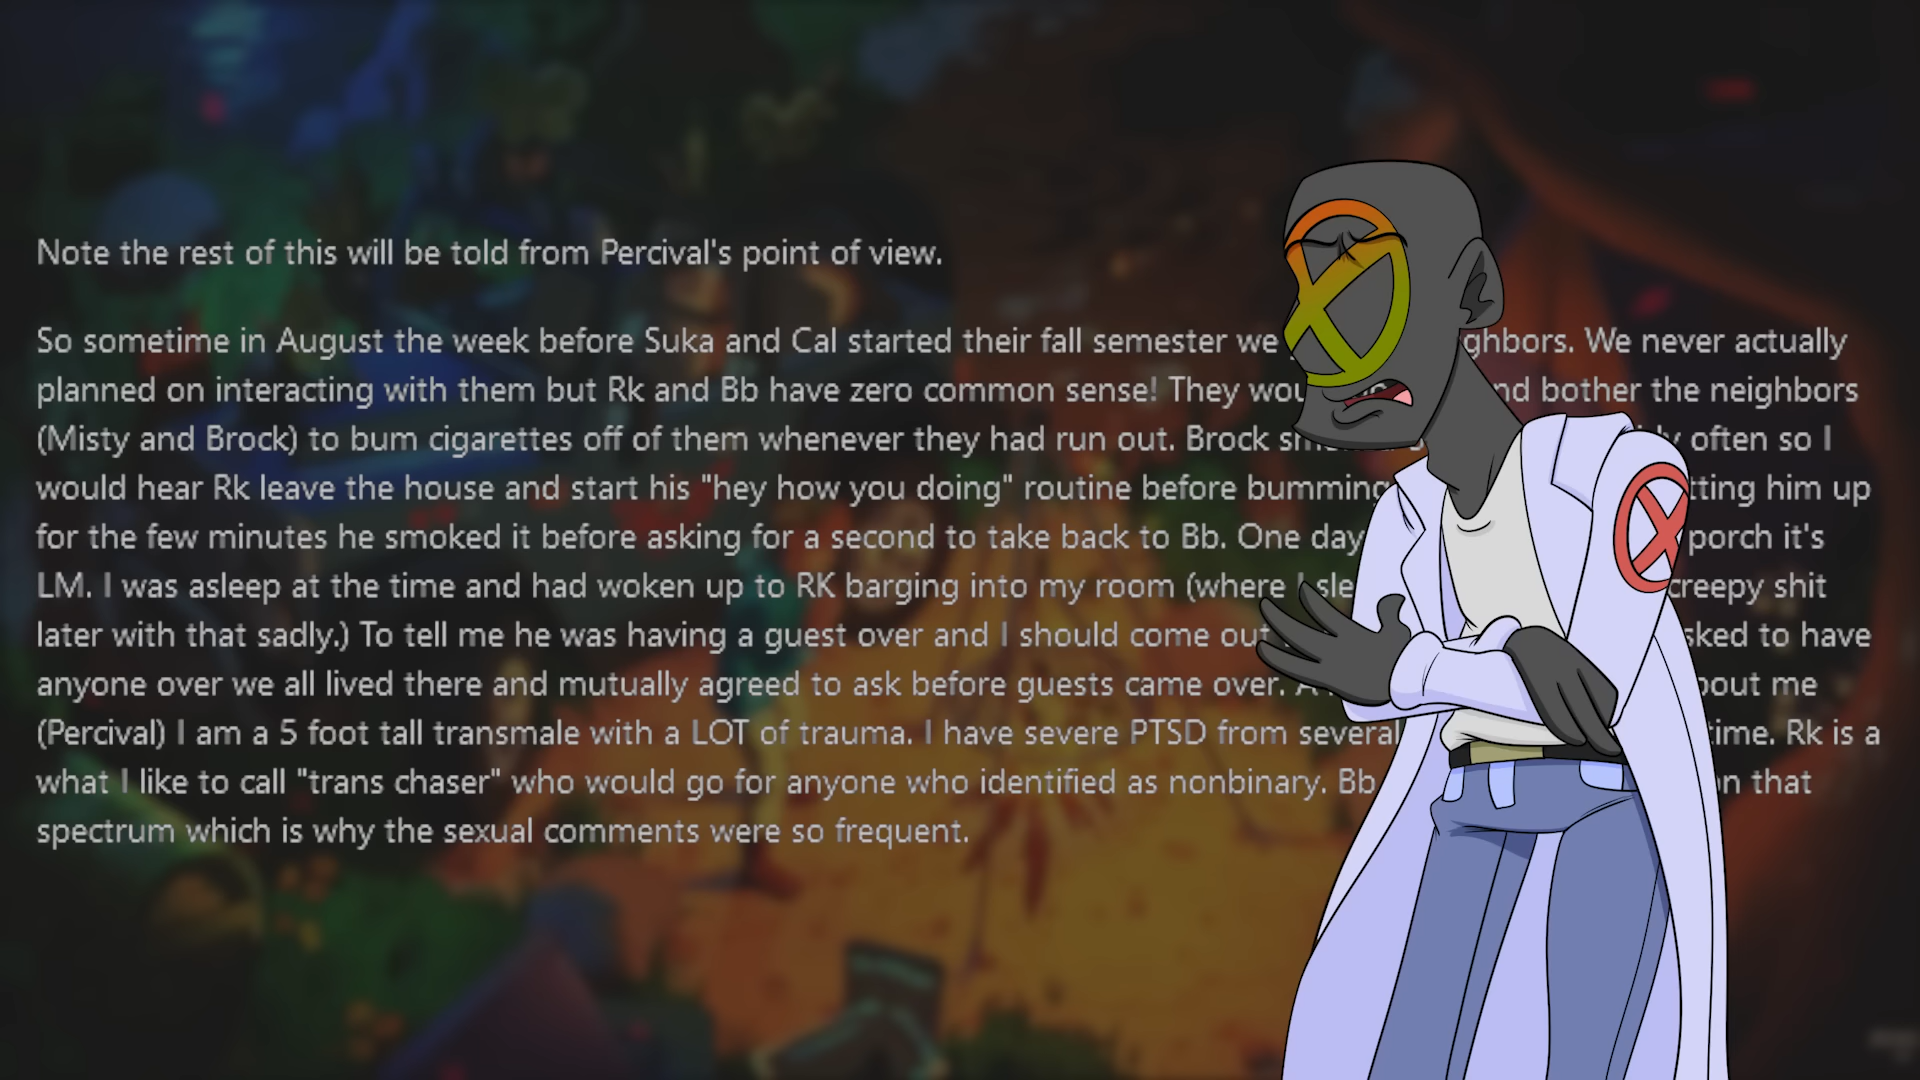 Note the rest of this will be told from Percival's point of view.
So sometime in August the week before Suka and Cal started their fall semester we ghbors. We never actually
planned on interacting with them but Rk and Bb have zero common sense! They wou nd bother the neighbors
(Misty and Brock) to bum cigarettes off of them whenever they had run out. Brock sm ly often so I
would hear Rk leave the house and start his "hey how you doing" routine before bumming tting him up
for the few minutes he smoked it before asking for a second to take back to Bb. One day porch it's
LM. I was asleep at the time and had woken up to RK barging into my room (where I sle creepy shit
later with that sadly.) To tell me he was having a guest over and I should come out sked to have
anyone over we all lived there and mutually agreed to ask before guests came over. A bout me
(Percival) I am a 5 foot tall transmale with a LOT of trauma. I have severe PTSD from several time. Rk is a
what I like to call "trans chaser" who would go for anyone who identified as nonbinary. Bb on that
spectrum which is why the sexual comments were so frequent.